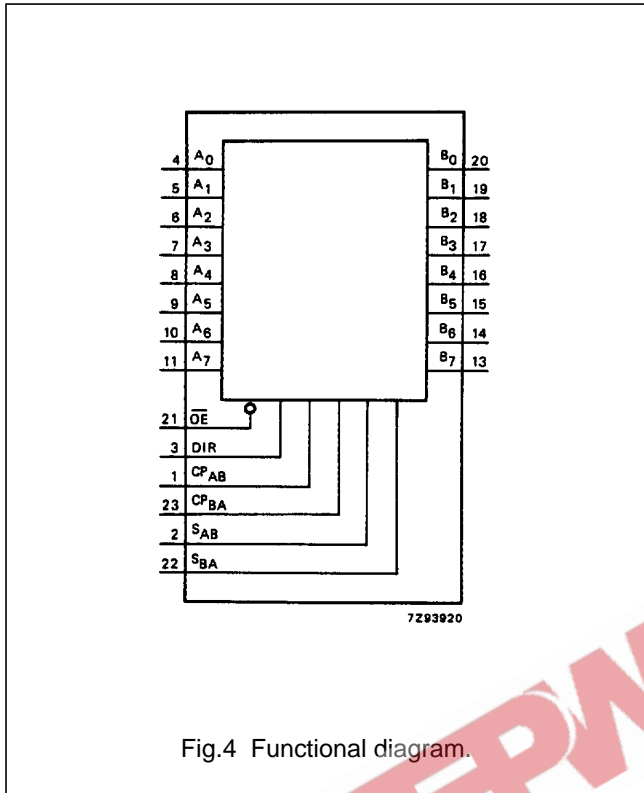 4 A0 B0 20
5 A1 B1 19
6 A2 B2 18
7 A3 B3 17
8 A4 B4 16
9 A5 B5 15
10 A6 B6 14
11 A7 B7 13
21 O̅E̅
3 DIR
1 CPAB
23 CPBA
2 SAB
22 SBA
7Z93920
Fig.4 Functional diagram.